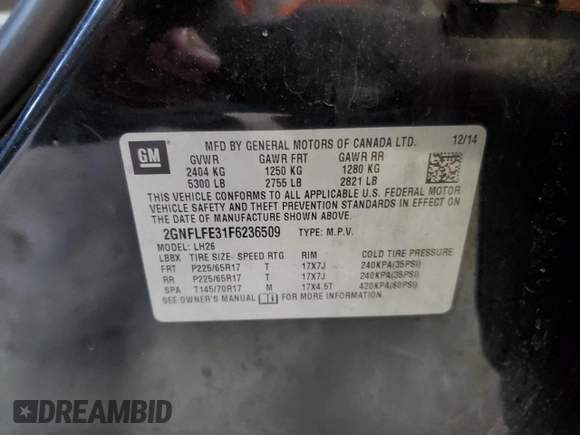 GM
MFD BY GENERAL MOTORS OF CANADA LTD. 12/14
GVWR GAWR FRT GAWR RR
2404 KG 1250 KG 1280 KG
5300 LB 2755 LB 2821 LB
THIS VEHICLE CONFORMS TO ALL APPLICABLE U.S. FEDERAL MOTOR
VEHICLE SAFETY AND THEFT PREVENTION STANDARDS IN EFFECT ON
THE DATE OF MANUFACTURE SHOWN ABOVE.
2GNFLFE31F6236509 TYPE: M.P.V.
MODEL: LH26
LBBX TIRE SIZE SPEED RTG RIM COLD TIRE PRESSURE
FRT P225/65R17 T 17X7J 240KPA(35PSI)
RR P225/65R17 T 17X7J 240KPA(35PSI)
SPA T145/70R17 M 17X4.5T 420KPA(60PSI)
SEE OWNER'S MANUAL FOR MORE INFORMATION.
DREAMBID